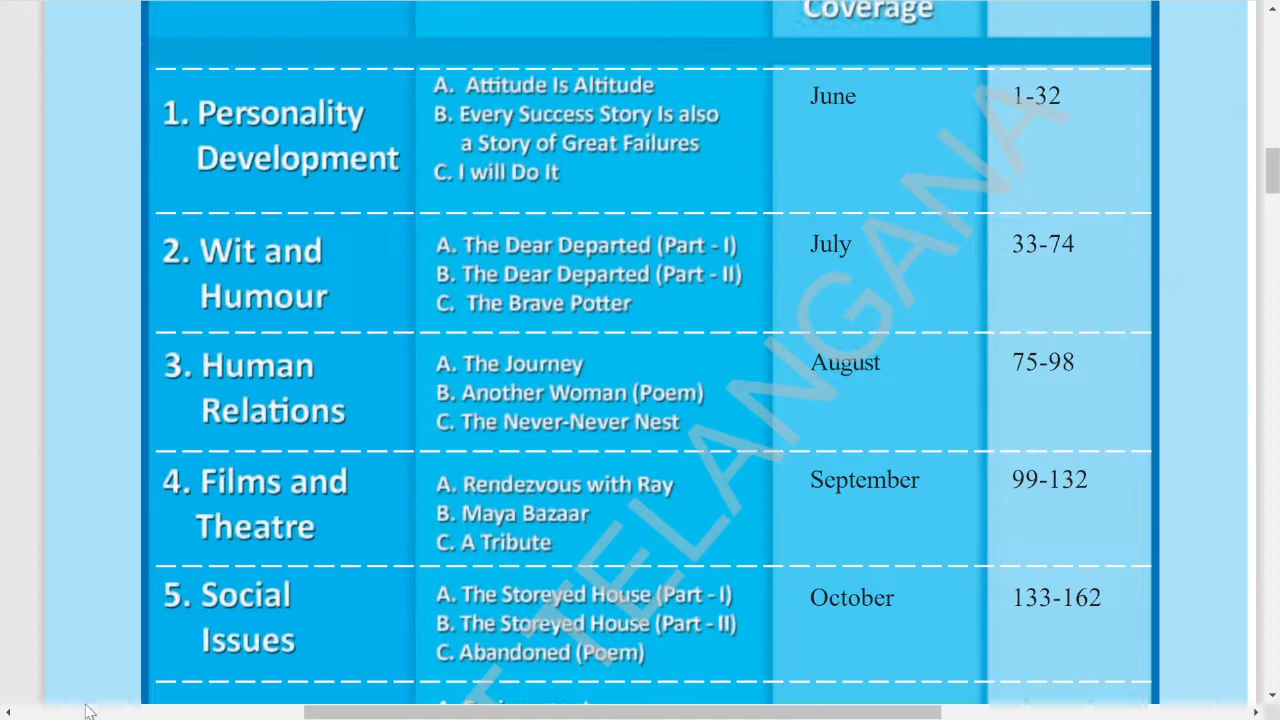 Coverage
1. Personality
Development
A. Attitude Is Altitude
B. Every Success Story Is also
a Story of Great Failures
C. I will Do It
June
1-32
2. Wit and
Humour
A. The Dear Departed (Part - I)
B. The Dear Departed (Part - II)
C. The Brave Potter
July
33-74
3. Human
Relations
A. The Journey
B. Another Woman (Poem)
C. The Never-Never Nest
August
75-98
4. Films and
Theatre
A. Rendezvous with Ray
B. Maya Bazaar
C. A Tribute
September
99-132
5. Social
Issues
A. The Storeyed House (Part - I)
B. The Storeyed House (Part - II)
C. Abandoned (Poem)
October
133-162
TELANGANA